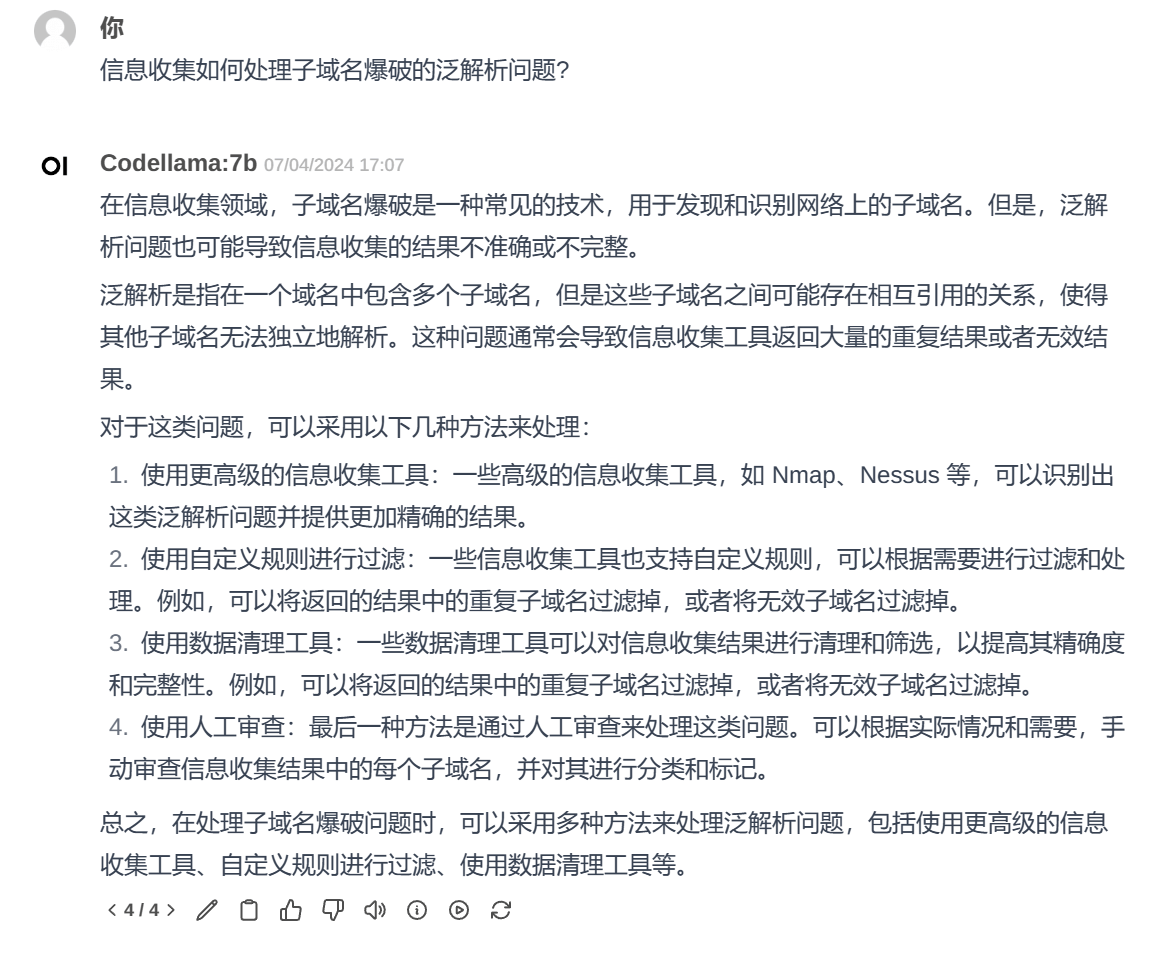 你
信息收集如何处理子域名爆破的泛解析问题?
OI Codellama:7b 07/04/2024 17:07
在信息收集领域，子域名爆破是一种常见的技术，用于发现和识别网络上的子域名。但是，泛解
析问题也可能导致信息收集的结果不准确或不完整。
泛解析是指在一个域名中包含多个子域名，但是这些子域名之间可能存在相互引用的关系，使得
其他子域名无法独立地解析。这种问题通常会导致信息收集工具返回大量的重复结果或者无效结
果。
对于这类问题，可以采用以下几种方法来处理：
1. 使用更高级的信息收集工具：一些高级的信息收集工具，如 Nmap、Nessus 等，可以识别出
这类泛解析问题并提供更加精确的结果。
2. 使用自定义规则进行过滤：一些信息收集工具也支持自定义规则，可以根据需要进行过滤和处
理。例如，可以将返回的结果中的重复子域名过滤掉，或者将无效子域名过滤掉。
3. 使用数据清理工具：一些数据清理工具可以对信息收集结果进行清理和筛选，以提高其精确度
和完整性。例如，可以将返回的结果中的重复子域名过滤掉，或者将无效子域名过滤掉。
4. 使用人工审查：最后一种方法是通过人工审查来处理这类问题。可以根据实际情况和需要，手
动审查信息收集结果中的每个子域名，并对其进行分类和标记。
总之，在处理子域名爆破问题时，可以采用多种方法来处理泛解析问题，包括使用更高级的信息
收集工具、自定义规则进行过滤、使用数据清理工具等。
4 / 4